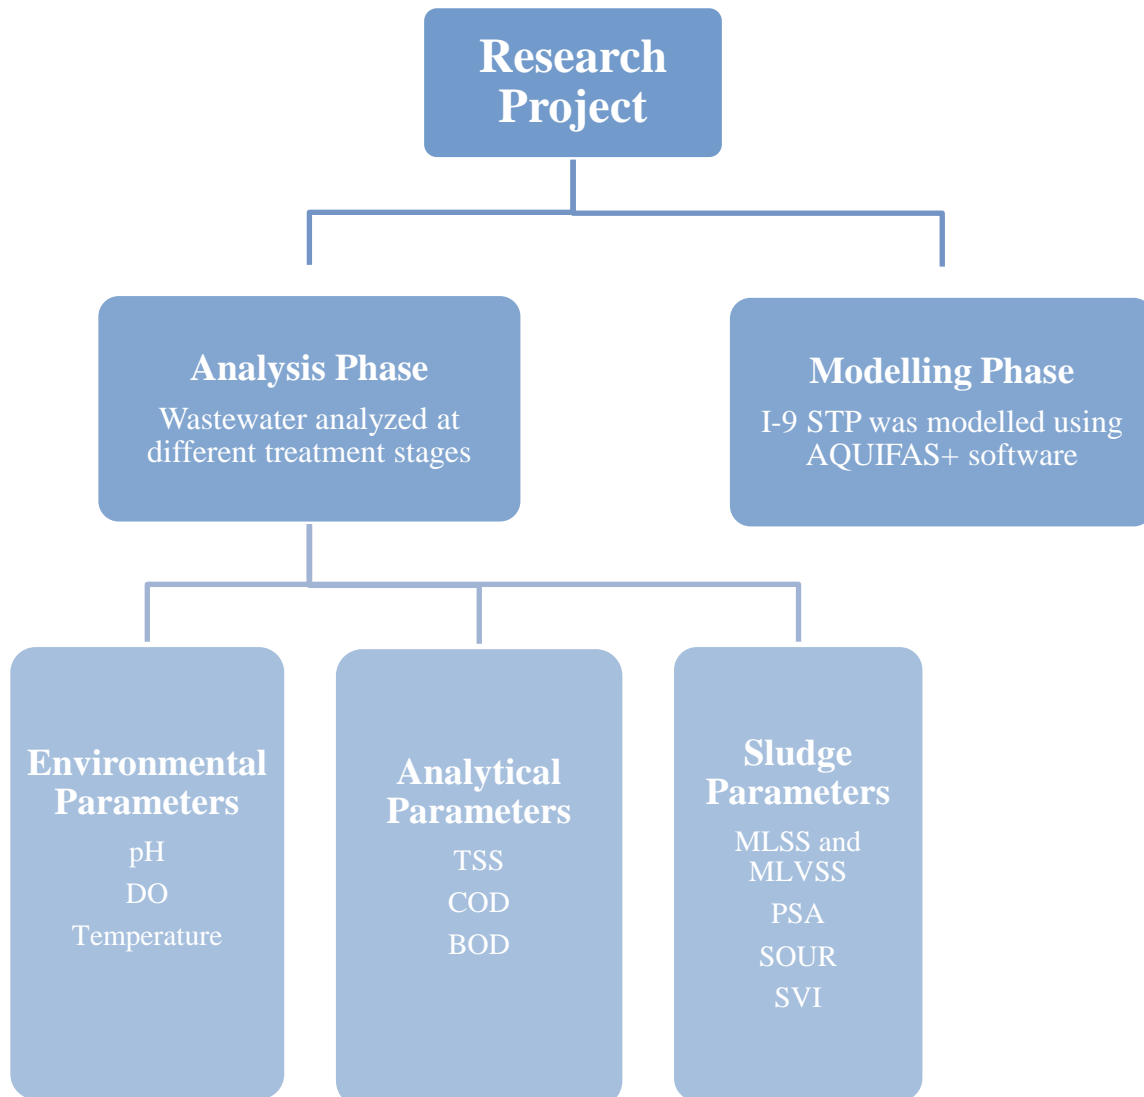 Research
Project
Analysis Phase
Wastewater analyzed at
different treatment stages
Modelling Phase
I-9 STP was modelled using
AQUIFAS+ software
Environmental
Parameters
pH
DO
Temperature
Analytical
Parameters
TSS
COD
BOD
Sludge
Parameters
MLSS and
MLVSS
PSA
SOUR
SVI